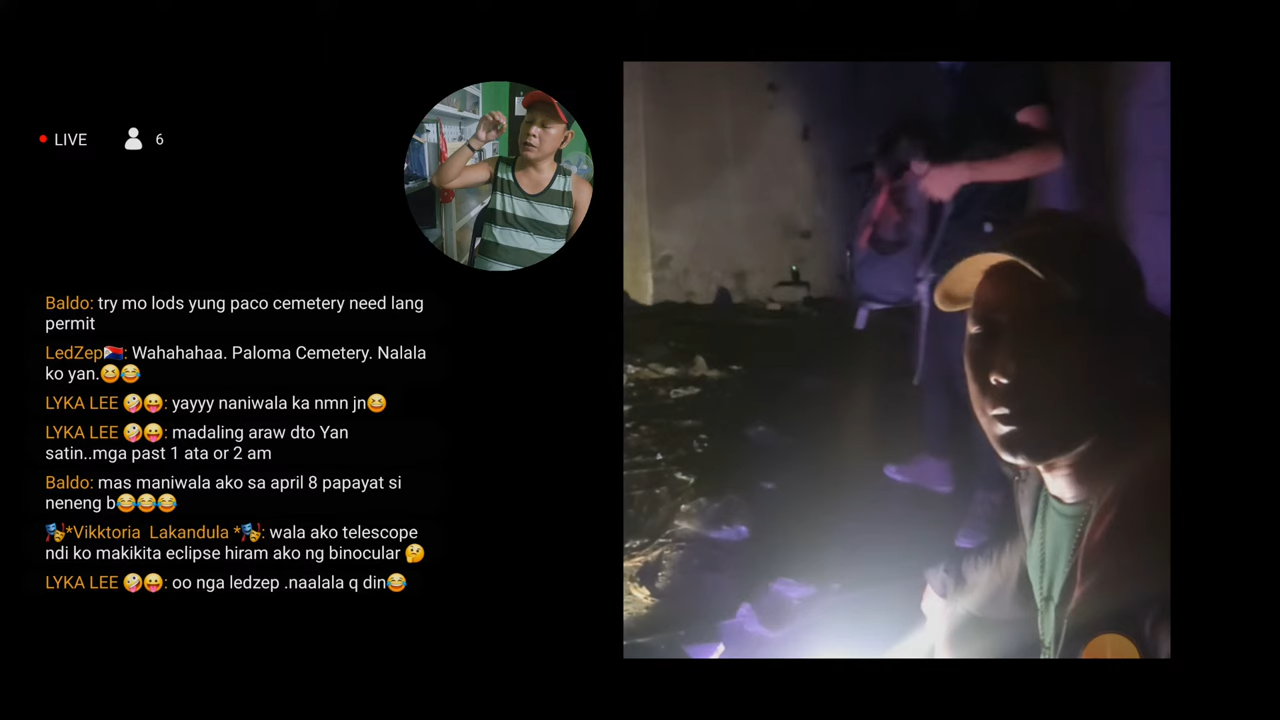 LIVE 6
Baldo: try mo lods yung paco cemetery need lang
permit
LedZep🇵🇭: Wahahahaa. Paloma Cemetery. Nalala
ko yan.😆😂
LYKA LEE 🤪😛: yayyy naniwala ka nmn jn😆
LYKA LEE 🤪😛: madaling araw dto Yan
satin..mga past 1 ata or 2 am
Baldo: mas maniwala ako sa april 8 papayat si
neneng b😂😂😂
🎭*Vikktoria Lakandula *🎭: wala ako telescope
ndi ko makikita eclipse hiram ako ng binocular 🤔
LYKA LEE 🤪😛: oo nga ledzep .naalala q din😂